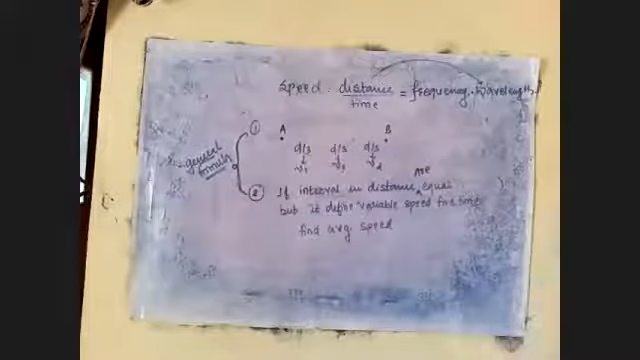 Speed = distance / time = frequency . wavelength
general formula
① A B
d/3 d/3 d/3
↓ ↓ ↓
v₁ v₂ v₃
② If interval in distance are equal
but it define variable speed for time
find avg. speed